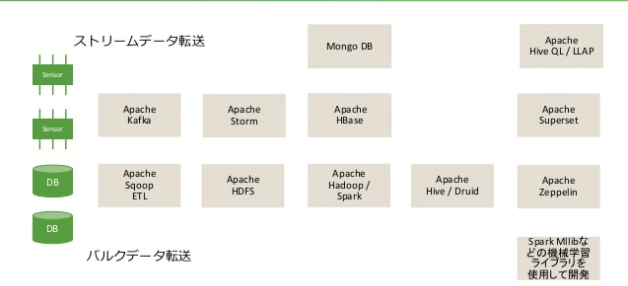 ストリームデータ転送
Mongo DB
Apache
Hive QL / LLAP
Sensor
Sensor
Apache
Kafka
Apache
Storm
Apache
HBase
Apache
Superset
DB
Apache
Sqoop
ETL
Apache
HDFS
Apache
Hadoop /
Spark
Apache
Hive / Druid
Apache
Zeppelin
DB
バルクデータ転送
Spark Mllibな
どの機械学習
ライブラリを
使用して開発